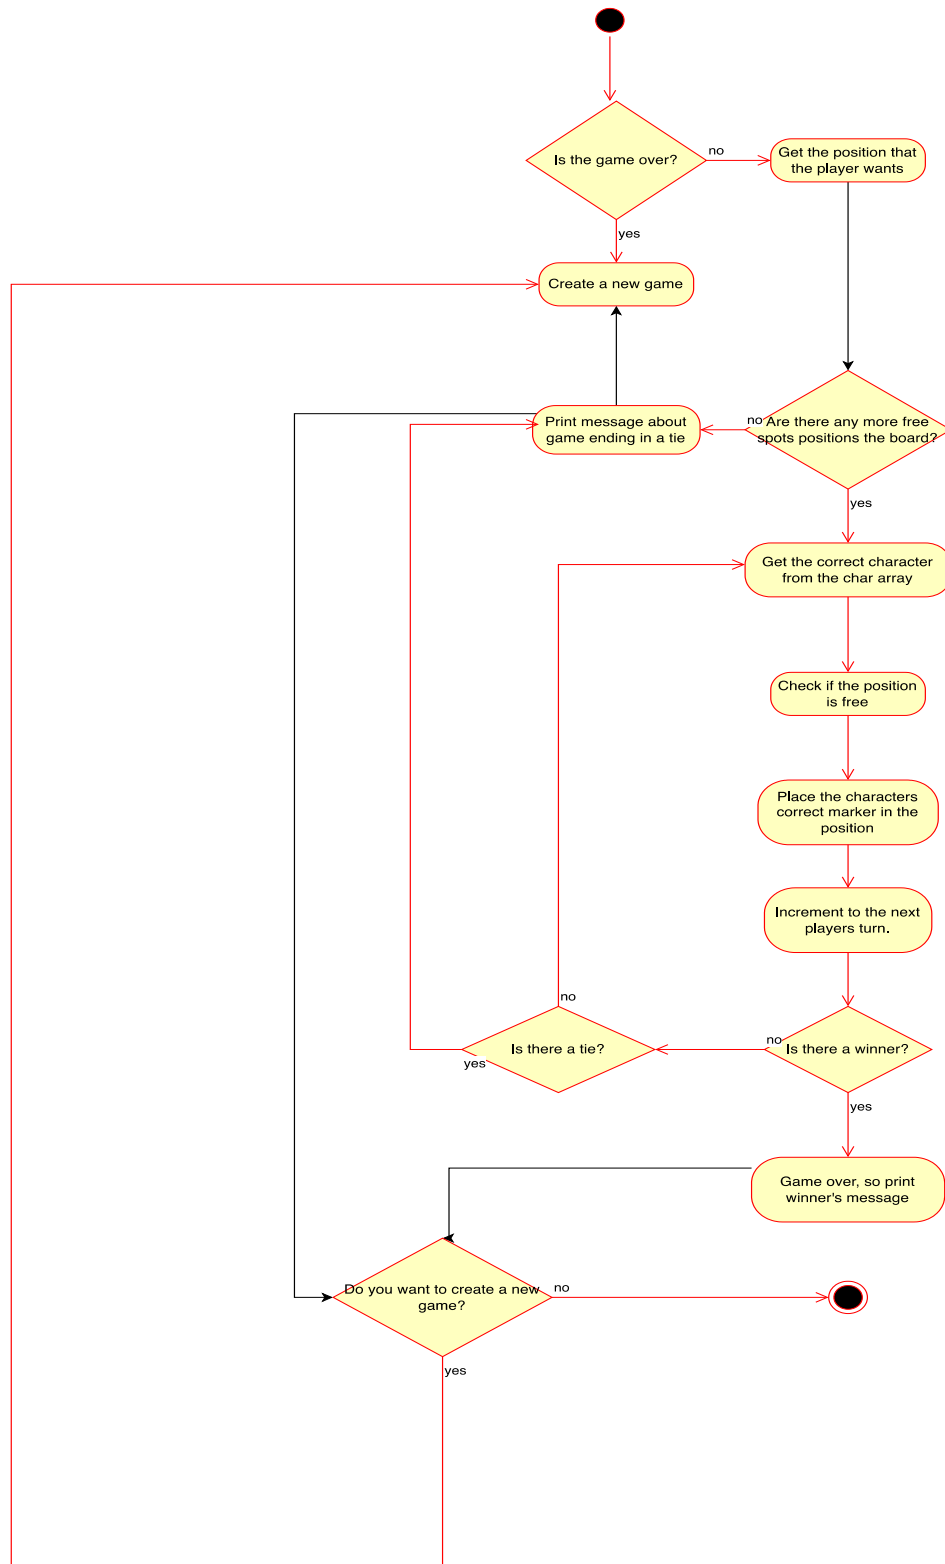 Is the game over?
no
Get the position that
the player wants
yes
Create a new game
Print message about
game ending in a tie
no
Are there any more free
spots positions the board?
yes
Get the correct character
from the char array
Check if the position
is free
Place the characters
correct marker in the
position
Increment to the next
players turn.
no
Is there a tie?
yes
no
Is there a winner?
yes
Game over, so print
winner's message
Do you want to create a new
game?
no
yes